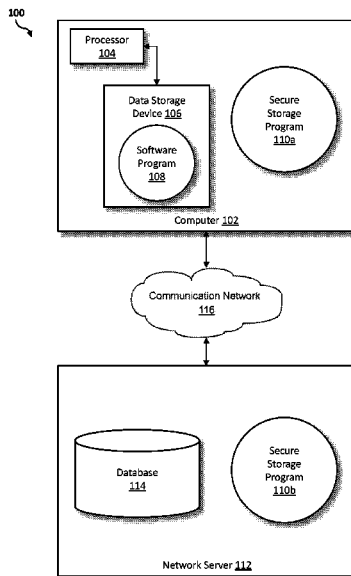 100
Processor
104
Data Storage
Device 106
Software
Program
108
Secure
Storage
Program
110a
Computer 102
Communication Network
116
Database
114
Secure
Storage
Program
110b
Network Server 112